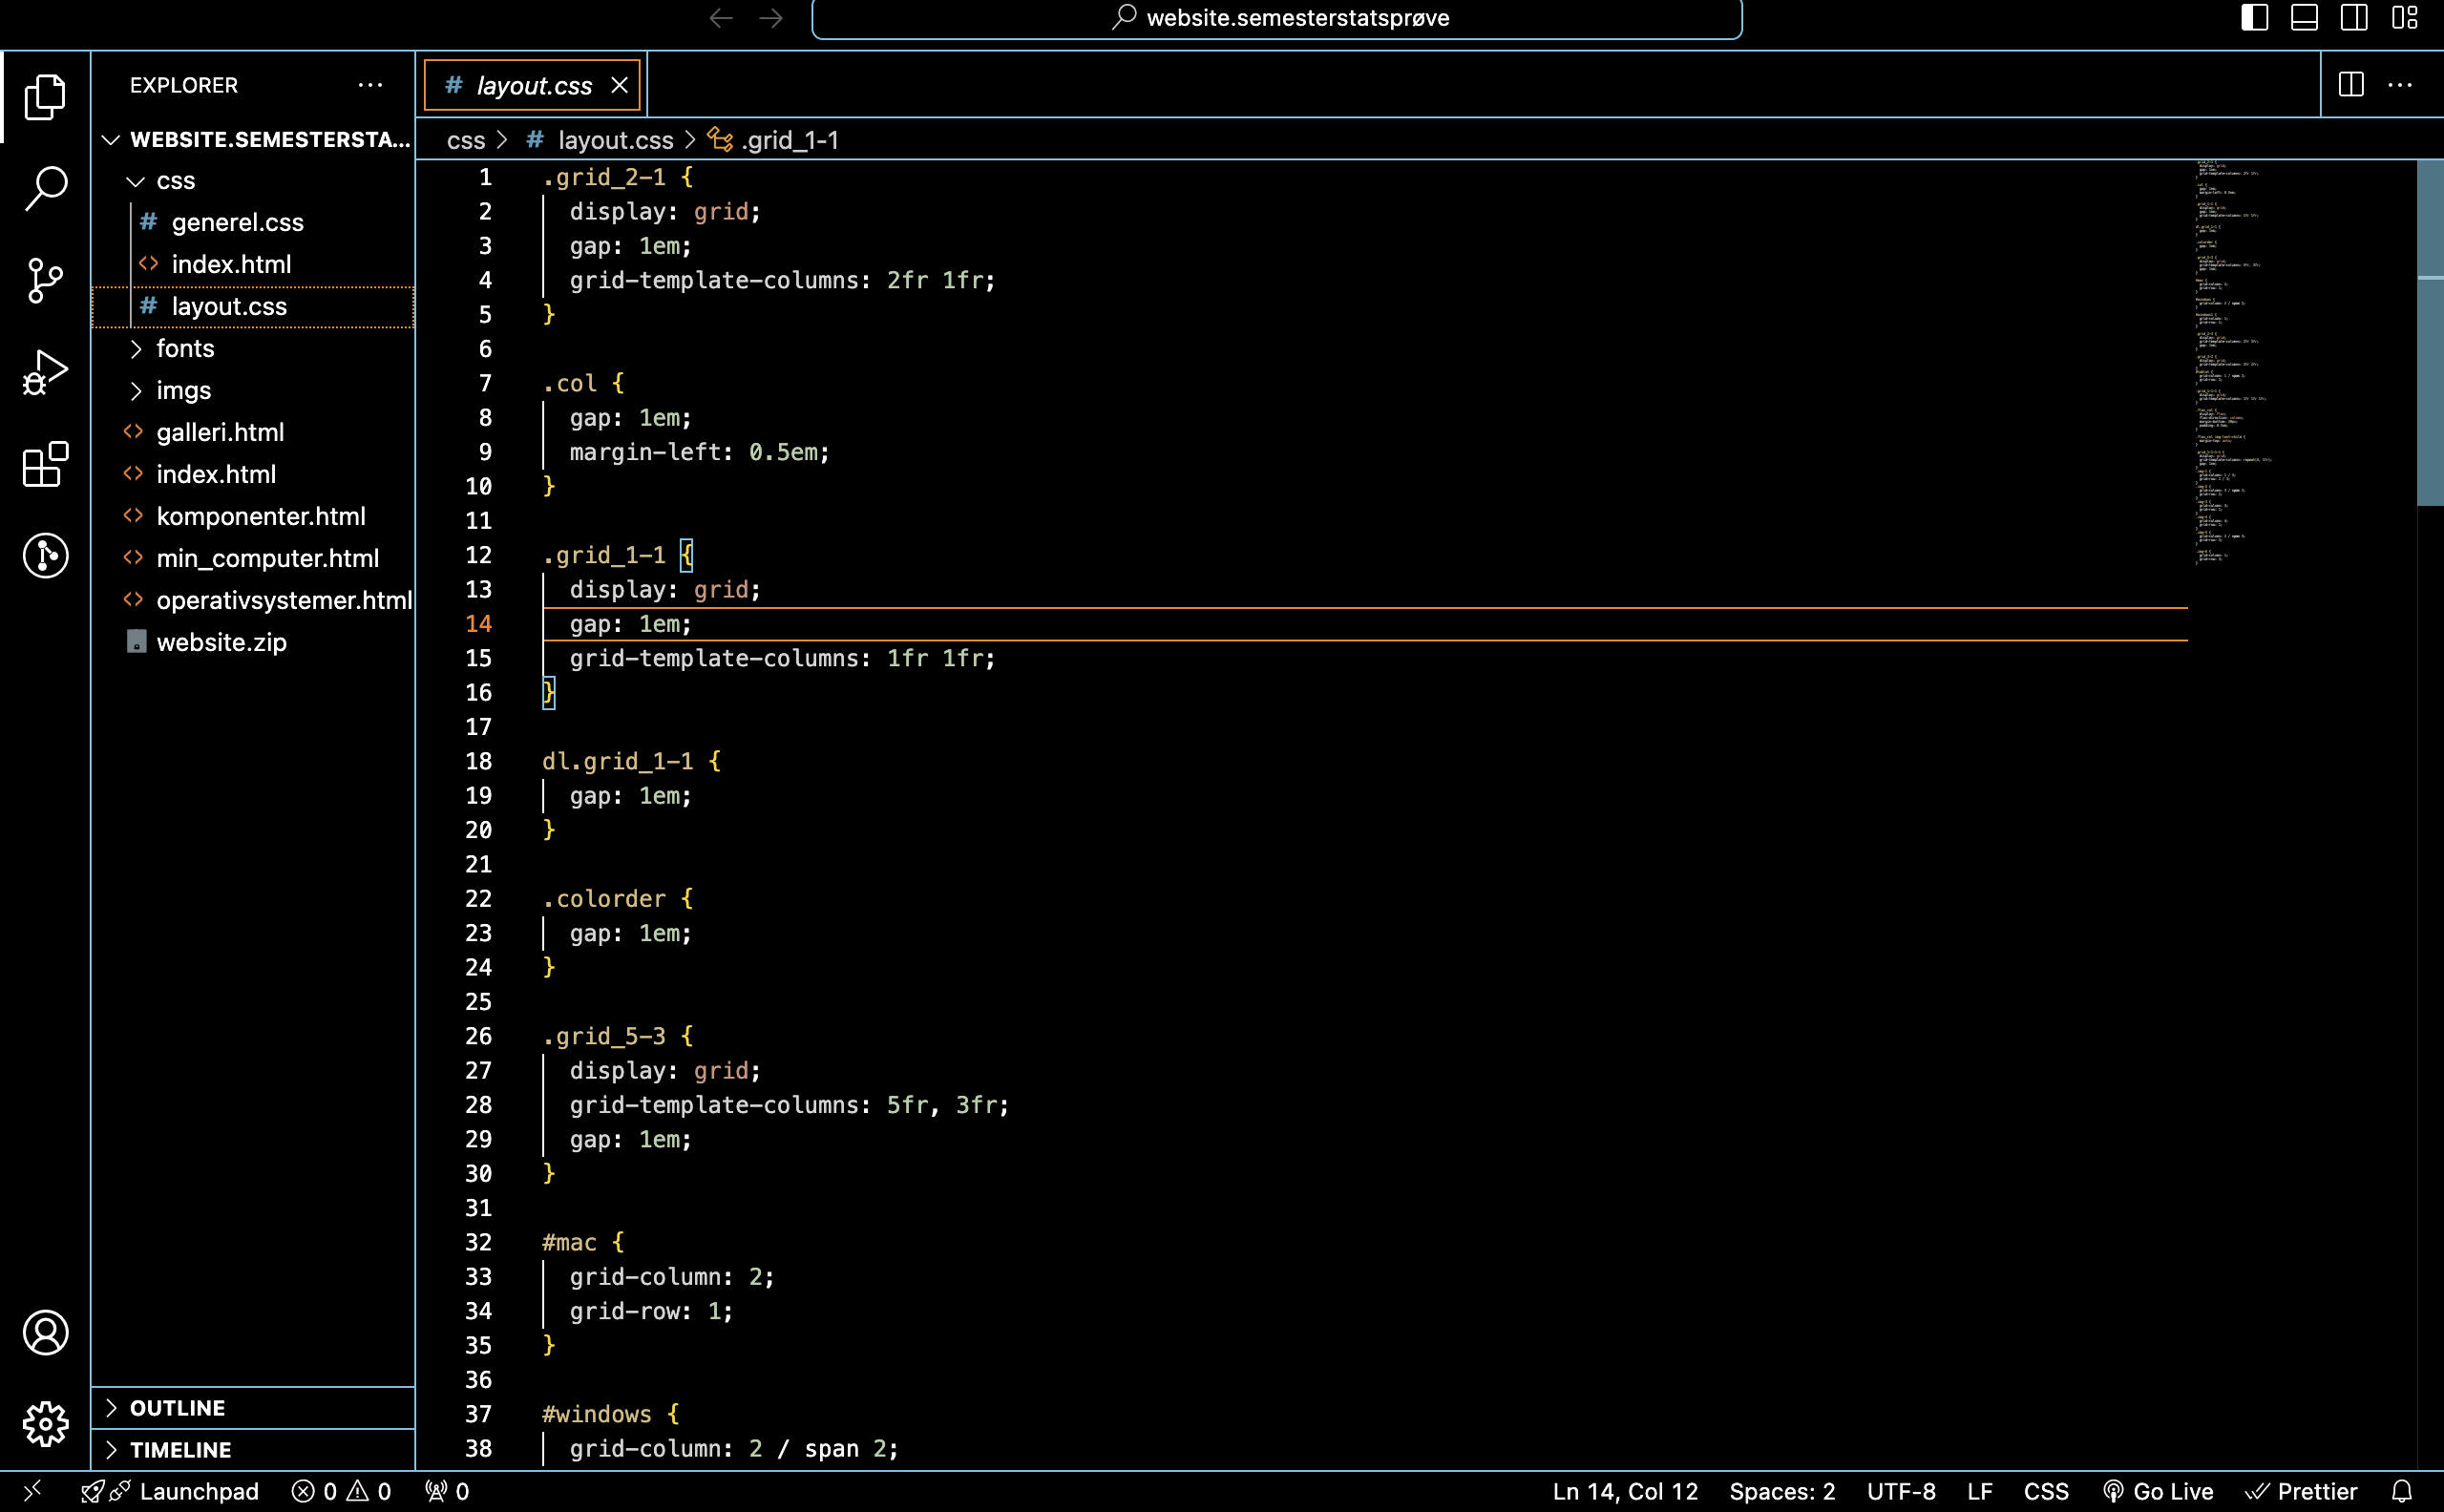 website.semesterstatsprøve
EXPLORER
WEBSITE.SEMESTERSTA...
css
# generel.css
<> index.html
# layout.css
fonts
imgs
<> galleri.html
<> index.html
<> komponenter.html
<> min_computer.html
<> operativsystemer.html
website.zip
OUTLINE
TIMELINE
# layout.css
css > # layout.css > .grid_1-1
1 .grid_2-1 {
2 display: grid;
3 gap: 1em;
4 grid-template-columns: 2fr 1fr;
5 }
6
7 .col {
8 gap: 1em;
9 margin-left: 0.5em;
10 }
11
12 .grid_1-1 {
13 display: grid;
14 gap: 1em;
15 grid-template-columns: 1fr 1fr;
16 }
17
18 dl.grid_1-1 {
19 gap: 1em;
20 }
21
22 .colorder {
23 gap: 1em;
24 }
25
26 .grid_5-3 {
27 display: grid;
28 grid-template-columns: 5fr, 3fr;
29 gap: 1em;
30 }
31
32 #mac {
33 grid-column: 2;
34 grid-row: 1;
35 }
36
37 #windows {
38 grid-column: 2 / span 2;
Launchpad 0 0 0 Ln 14, Col 12 Spaces: 2 UTF-8 LF CSS Go Live Prettier